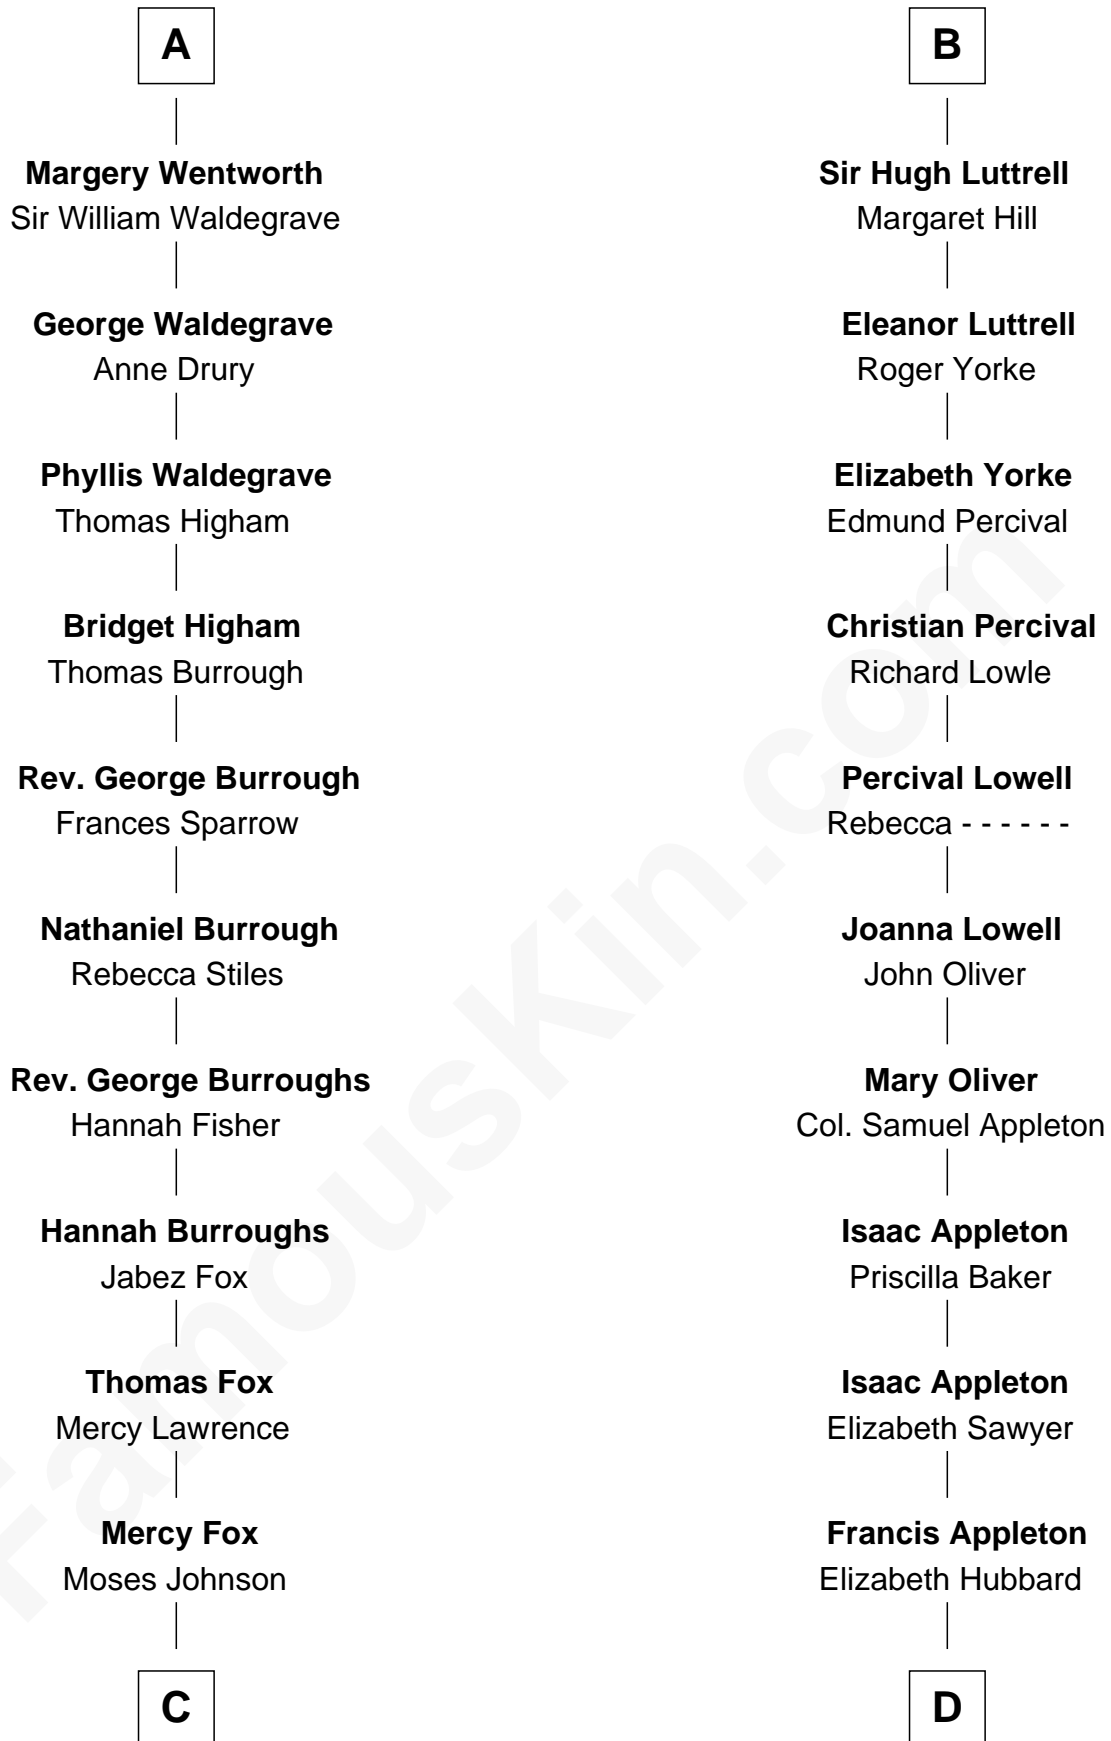 A
Margery Wentworth
Sir William Waldegrave
George Waldegrave
Anne Drury
Phyllis Waldegrave
Thomas Higham
Bridget Higham
Thomas Burrough
Rev. George Burrough
Frances Sparrow
Nathaniel Burrough
Rebecca Stiles
Rev. George Burroughs
Hannah Fisher
Hannah Burroughs
Jabez Fox
Thomas Fox
Mercy Lawrence
Mercy Fox
Moses Johnson
C
B
Sir Hugh Luttrell
Margaret Hill
Eleanor Luttrell
Roger Yorke
Elizabeth Yorke
Edmund Percival
Christian Percival
Richard Lowle
Percival Lowell
Rebecca - - - - - -
Joanna Lowell
John Oliver
Mary Oliver
Col. Samuel Appleton
Isaac Appleton
Priscilla Baker
Isaac Appleton
Elizabeth Sawyer
Francis Appleton
Elizabeth Hubbard
D
FamousKin.com